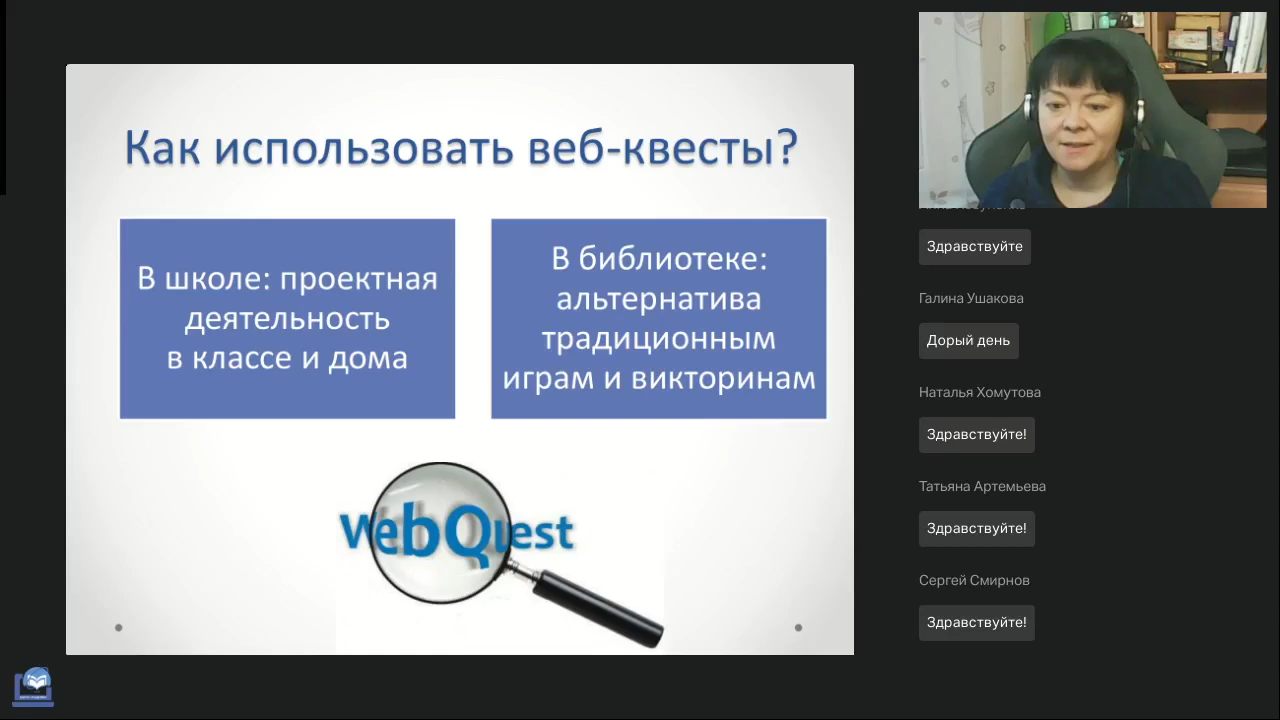 Как использовать веб-квесты?
В школе: проектная
деятельность
в классе и дома
В библиотеке:
альтернатива
традиционным
играм и викторинам
WebQuest
Здравствуйте
Галина Ушакова
Дорый день
Наталья Хомутова
Здравствуйте!
Татьяна Артемьева
Здравствуйте!
Сергей Смирнов
Здравствуйте!